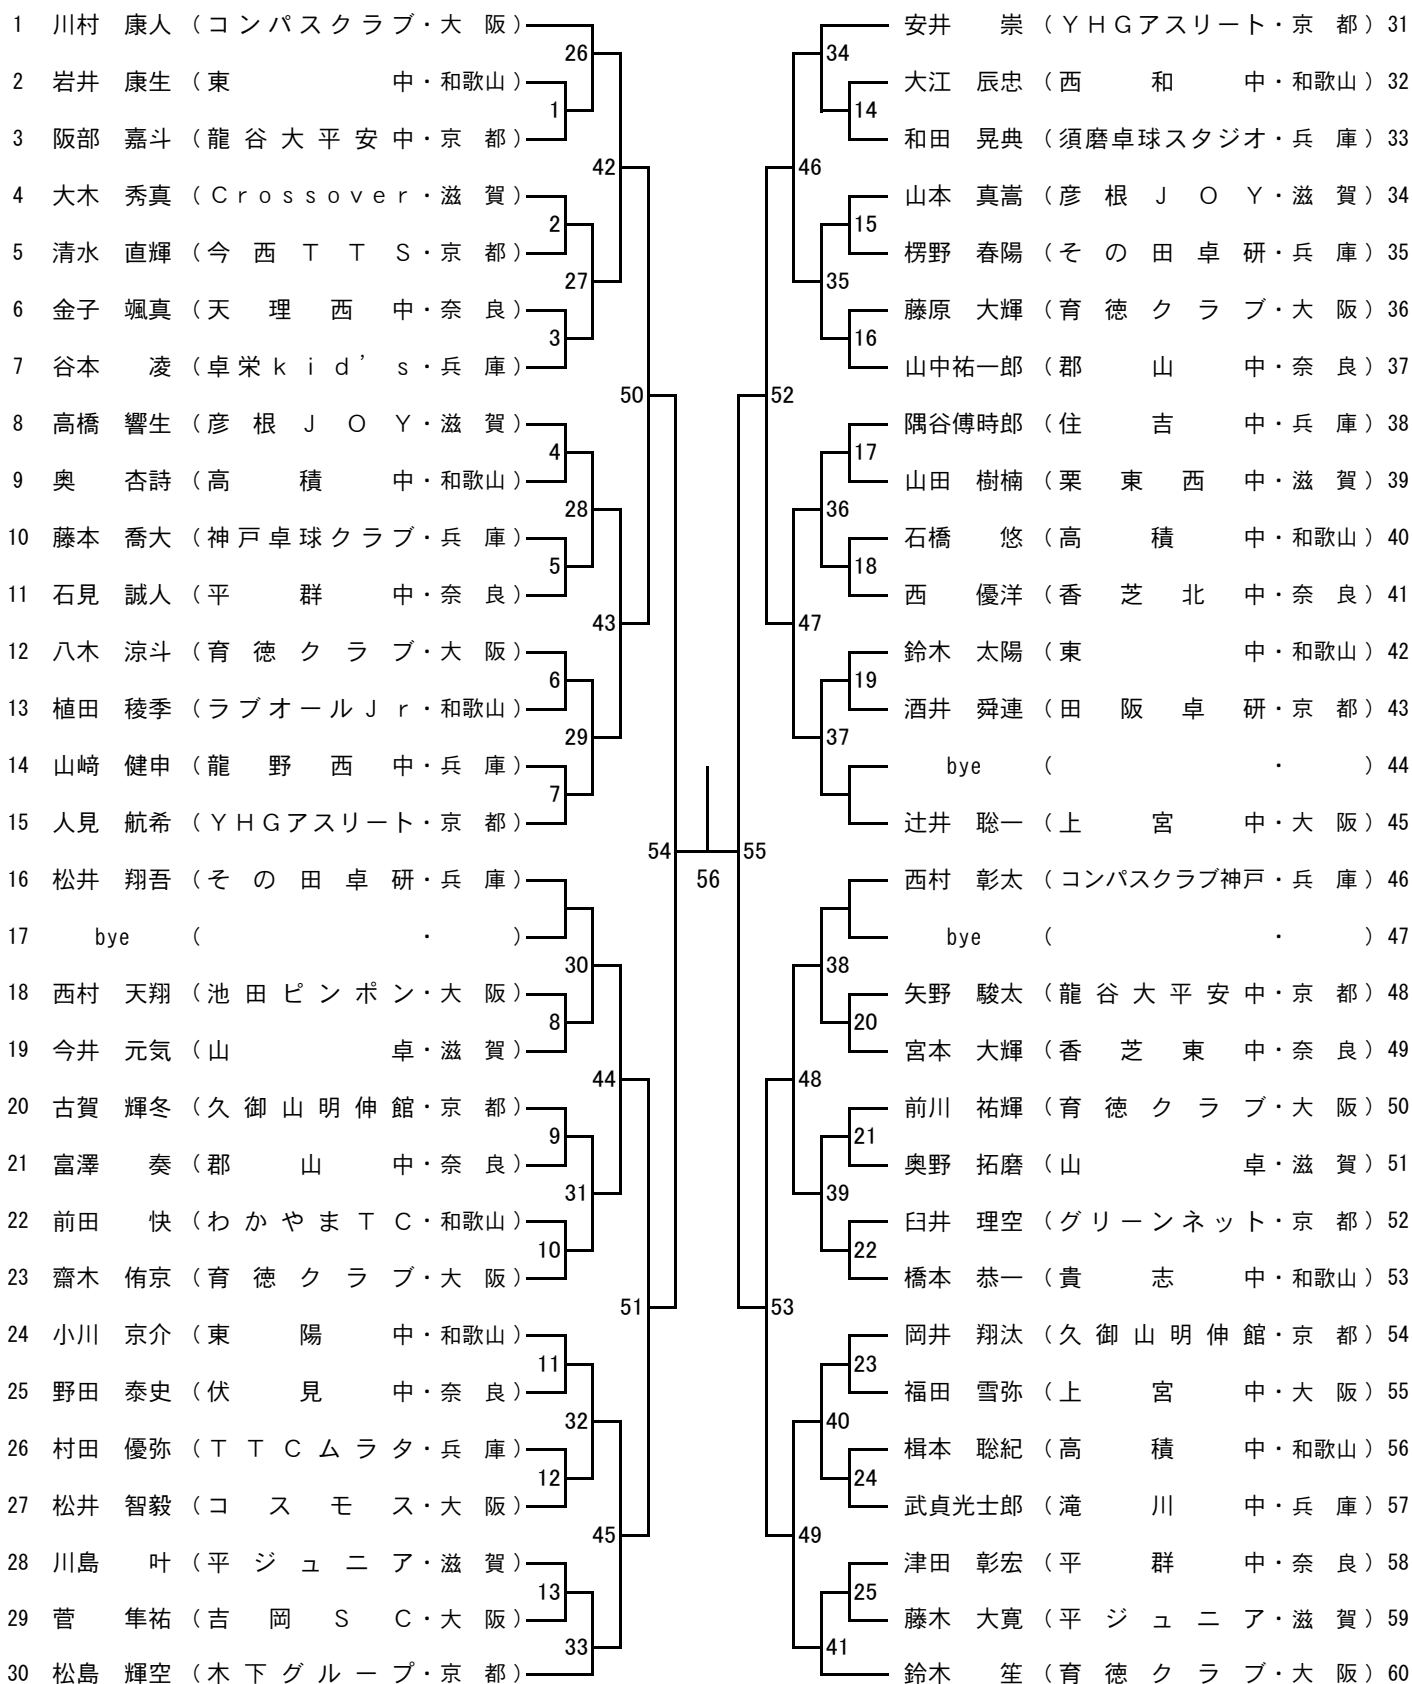 1 川村 康人 (コンパスクラブ・大 阪)
2 岩井 康生 (東 中・和歌山)
3 阪部 嘉斗 (龍谷大平安中・京 都)
4 大木 秀真 (Crossover・滋 賀)
5 清水 直輝 (今西TTS・京 都)
6 金子 颯真 (天理西中・奈 良)
7 谷本 凌 (卓栄kid's・兵 庫)
8 高橋 響生 (彦根JOY・滋 賀)
9 奥 杏詩 (高積中・和歌山)
10 藤本 喬大 (神戸卓球クラブ・兵 庫)
11 石見 誠人 (平群中・奈 良)
12 八木 涼斗 (育徳クラブ・大 阪)
13 植田 稜季 (ラブオールJr・和歌山)
14 山﨑 健申 (龍野西中・兵 庫)
15 人見 航希 (YHGアスリート・京 都)
16 松井 翔吾 (その田卓研・兵 庫)
17 bye ( ・ )
18 西村 天翔 (池田ピンポン・大 阪)
19 今井 元気 (山卓・滋 賀)
20 古賀 輝冬 (久御山明伸館・京 都)
21 富澤 奏 (郡山中・奈 良)
22 前田 快 (わかやまTC・和歌山)
23 齋木 侑京 (育徳クラブ・大 阪)
24 小川 京介 (東陽中・和歌山)
25 野田 泰史 (伏見中・奈 良)
26 村田 優弥 (TTCムラタ・兵 庫)
27 松井 智毅 (コスモス・大 阪)
28 川島 叶 (平ジュニア・滋 賀)
29 菅 隼祐 (吉岡SC・大 阪)
30 松島 輝空 (木下グループ・京 都)
26
1
42
2
27
3
50
4
28
5
43
6
29
7
54
30
8
44
9
31
10
51
11
32
12
45
13
33
56
34
14
46
15
35
16
52
17
36
18
47
19
37
55
38
20
48
21
39
22
53
23
40
24
49
25
41
安井 崇 (YHGアスリート・京 都) 31
大江 辰忠 (西和中・和歌山) 32
和田 晃典 (須磨卓球スタジオ・兵 庫) 33
山本 真嵩 (彦根JOY・滋 賀) 34
楞野 春陽 (その田卓研・兵 庫) 35
藤原 大輝 (育徳クラブ・大 阪) 36
山中祐一郎 (郡山中・奈 良) 37
隅谷傅時郎 (住吉中・兵 庫) 38
山田 樹楠 (栗東西中・滋 賀) 39
石橋 悠 (高積中・和歌山) 40
西 優洋 (香芝北中・奈 良) 41
鈴木 太陽 (東 中・和歌山) 42
酒井 舜連 (田阪卓研・京 都) 43
bye ( ・ ) 44
辻井 聡一 (上宮中・大 阪) 45
西村 彰太 (コンパスクラブ神戸・兵 庫) 46
bye ( ・ ) 47
矢野 駿太 (龍谷大平安中・京 都) 48
宮本 大輝 (香芝東中・奈 良) 49
前川 祐輝 (育徳クラブ・大 阪) 50
奥野 拓磨 (山卓・滋 賀) 51
臼井 理空 (グリーンネット・京 都) 52
橋本 恭一 (貴志中・和歌山) 53
岡井 翔汰 (久御山明伸館・京 都) 54
福田 雪弥 (上宮中・大 阪) 55
楫本 聡紀 (高積中・和歌山) 56
武貞光士郎 (滝川中・兵 庫) 57
津田 彰宏 (平群中・奈 良) 58
藤木 大寛 (平ジュニア・滋 賀) 59
鈴木 笙 (育徳クラブ・大 阪) 60